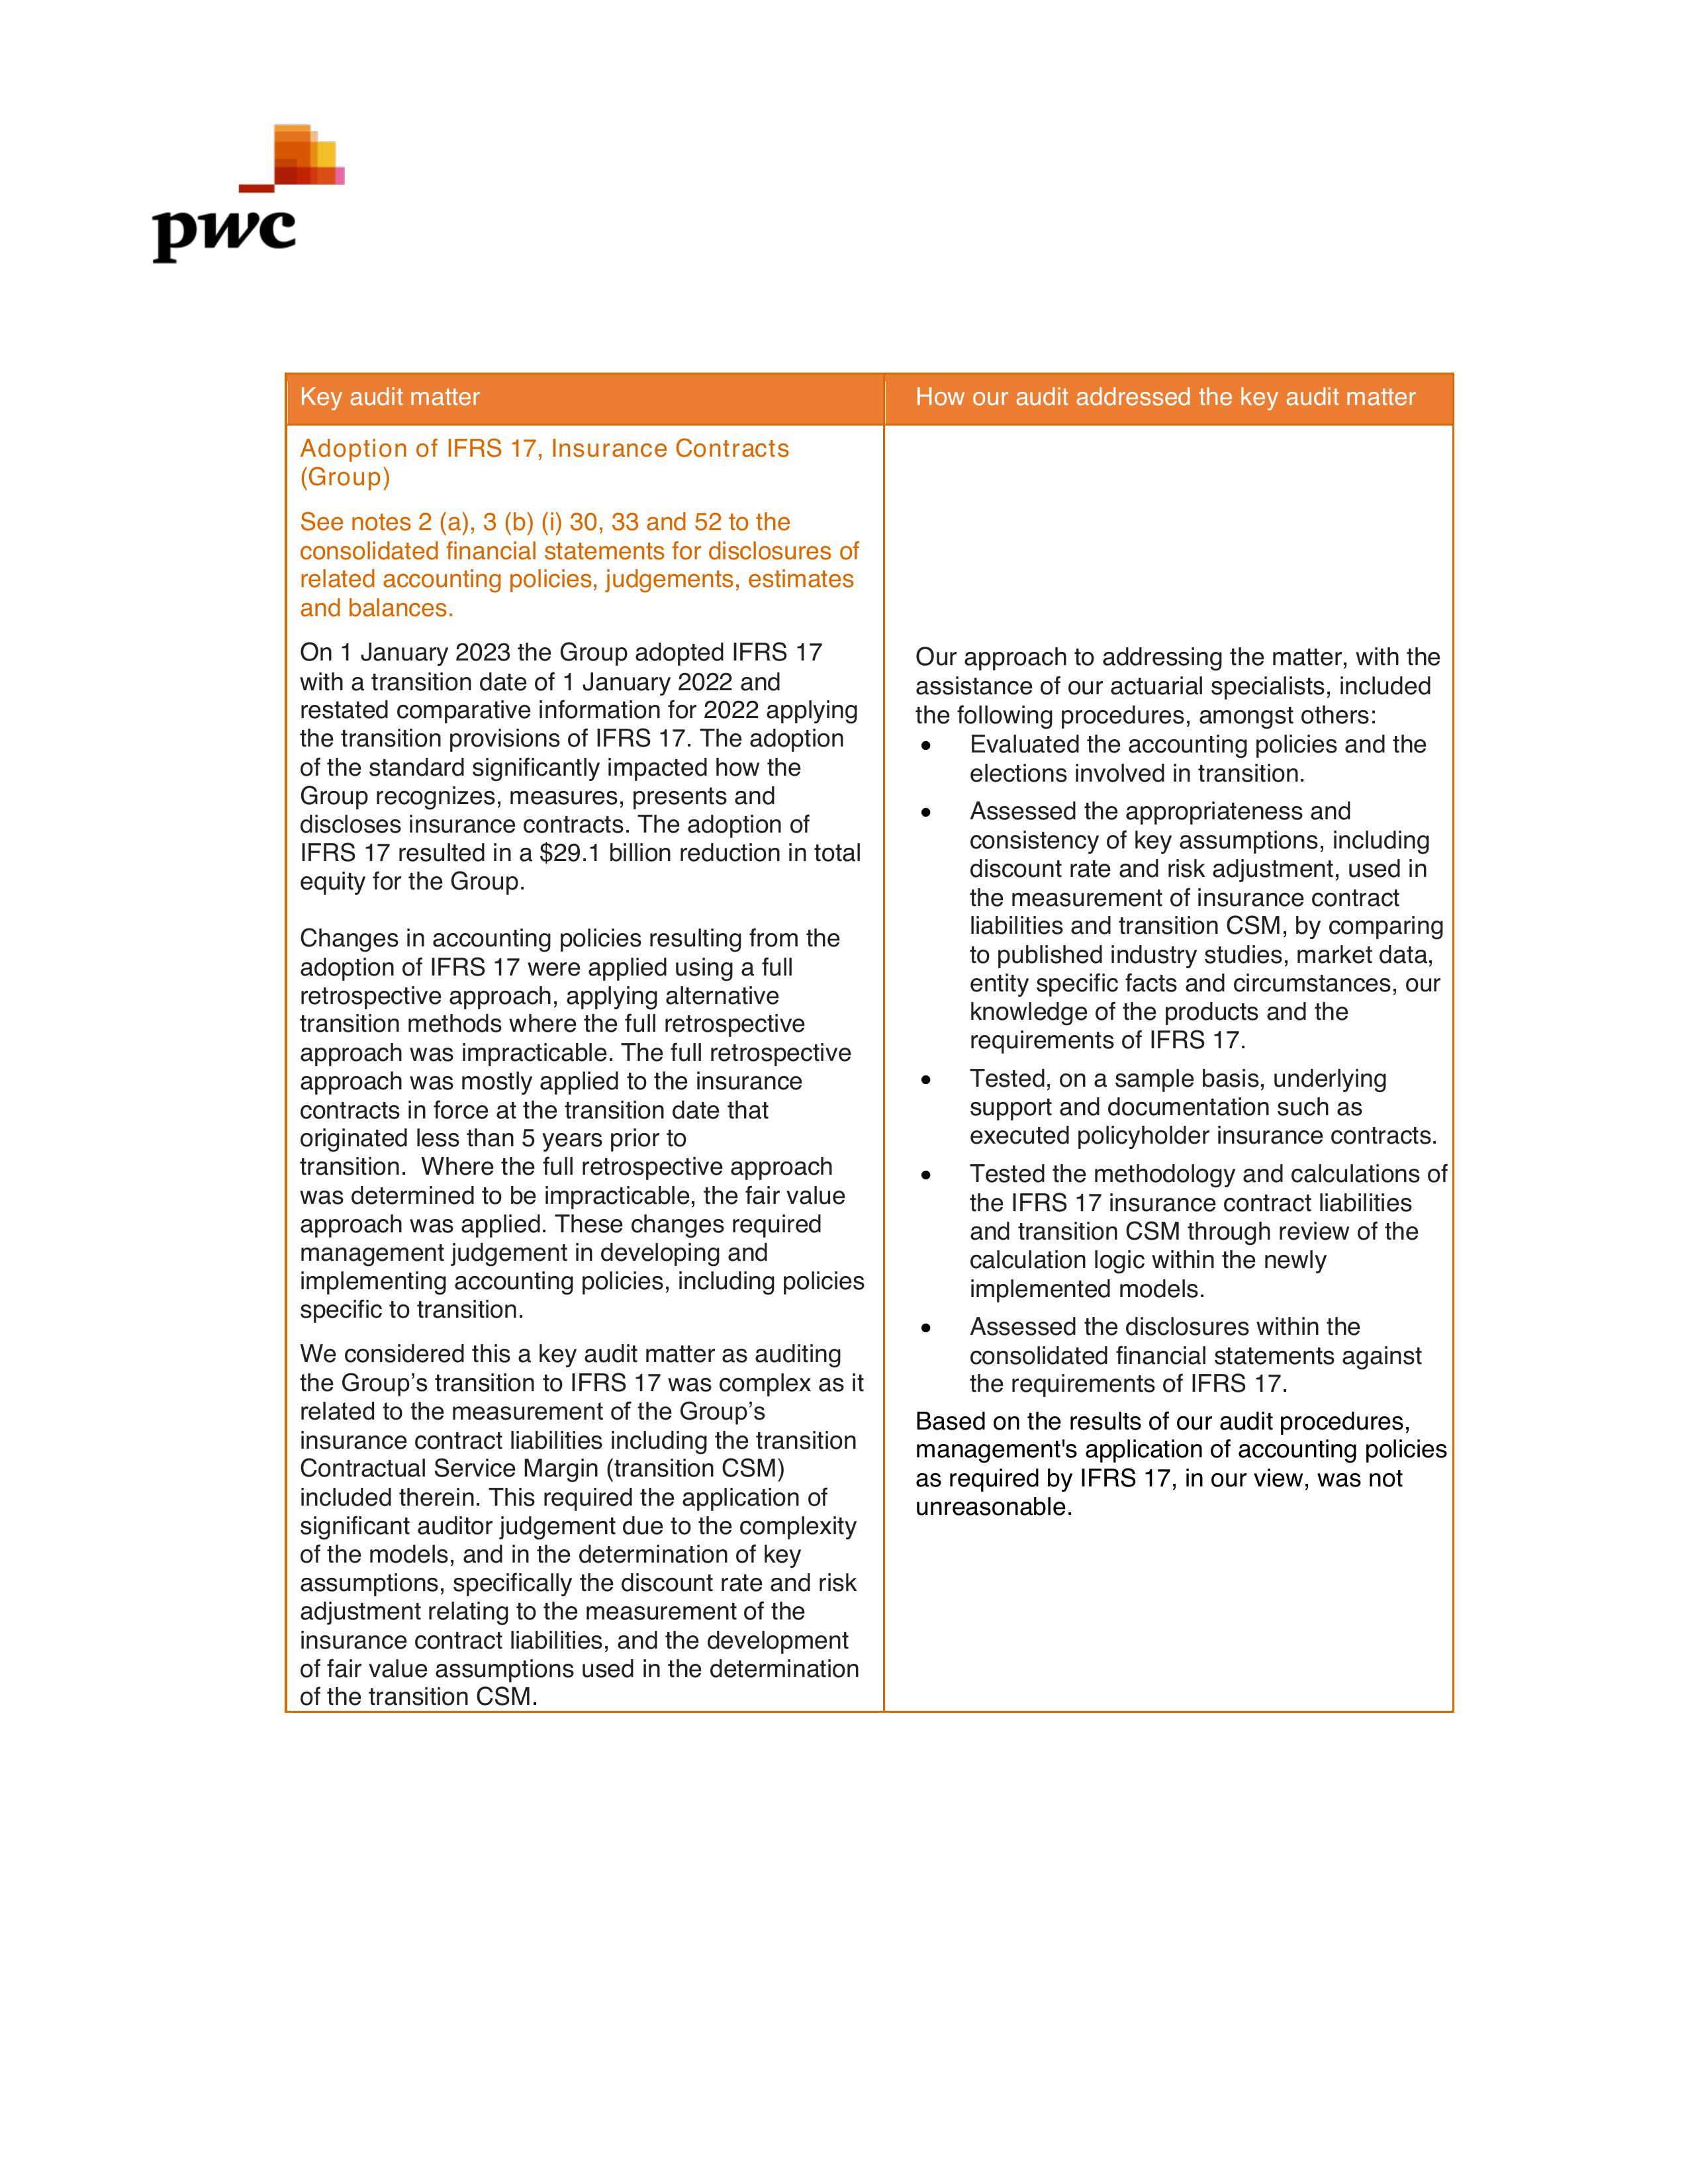 pwc
Key audit matter
How our audit addressed the key audit matter
Adoption of IFRS 17, Insurance Contracts
(Group)
See notes 2 (a), 3 (b) (i) 30, 33 and 52 to the
consolidated financial statements for disclosures of
related accounting policies, judgements, estimates
and balances.
On 1 January 2023 the Group adopted IFRS 17
with a transition date of 1 January 2022 and
restated comparative information for 2022 applying
the transition provisions of IFRS 17. The adoption
of the standard significantly impacted how the
Group recognizes, measures, presents and
discloses insurance contracts. The adoption of
IFRS 17 resulted in a $29.1 billion reduction in total
equity for the Group.
Changes in accounting policies resulting from the
adoption of IFRS 17 were applied using a full
retrospective approach, applying alternative
transition methods where the full retrospective
approach was impracticable. The full retrospective
approach was mostly applied to the insurance
contracts in force at the transition date that
originated less than 5 years prior to
transition.  Where the full retrospective approach
was determined to be impracticable, the fair value
approach was applied. These changes required
management judgement in developing and
implementing accounting policies, including policies
specific to transition.
We considered this a key audit matter as auditing
the Group’s transition to IFRS 17 was complex as it
related to the measurement of the Group’s
insurance contract liabilities including the transition
Contractual Service Margin (transition CSM)
included therein. This required the application of
significant auditor judgement due to the complexity
of the models, and in the determination of key
assumptions, specifically the discount rate and risk
adjustment relating to the measurement of the
insurance contract liabilities, and the development
of fair value assumptions used in the determination
of the transition CSM.
Our approach to addressing the matter, with the
assistance of our actuarial specialists, included
the following procedures, amongst others:
• Evaluated the accounting policies and the
elections involved in transition.
• Assessed the appropriateness and
consistency of key assumptions, including
discount rate and risk adjustment, used in
the measurement of insurance contract
liabilities and transition CSM, by comparing
to published industry studies, market data,
entity specific facts and circumstances, our
knowledge of the products and the
requirements of IFRS 17.
• Tested, on a sample basis, underlying
support and documentation such as
executed policyholder insurance contracts.
• Tested the methodology and calculations of
the IFRS 17 insurance contract liabilities
and transition CSM through review of the
calculation logic within the newly
implemented models.
• Assessed the disclosures within the
consolidated financial statements against
the requirements of IFRS 17.
Based on the results of our audit procedures,
management's application of accounting policies
as required by IFRS 17, in our view, was not
unreasonable.